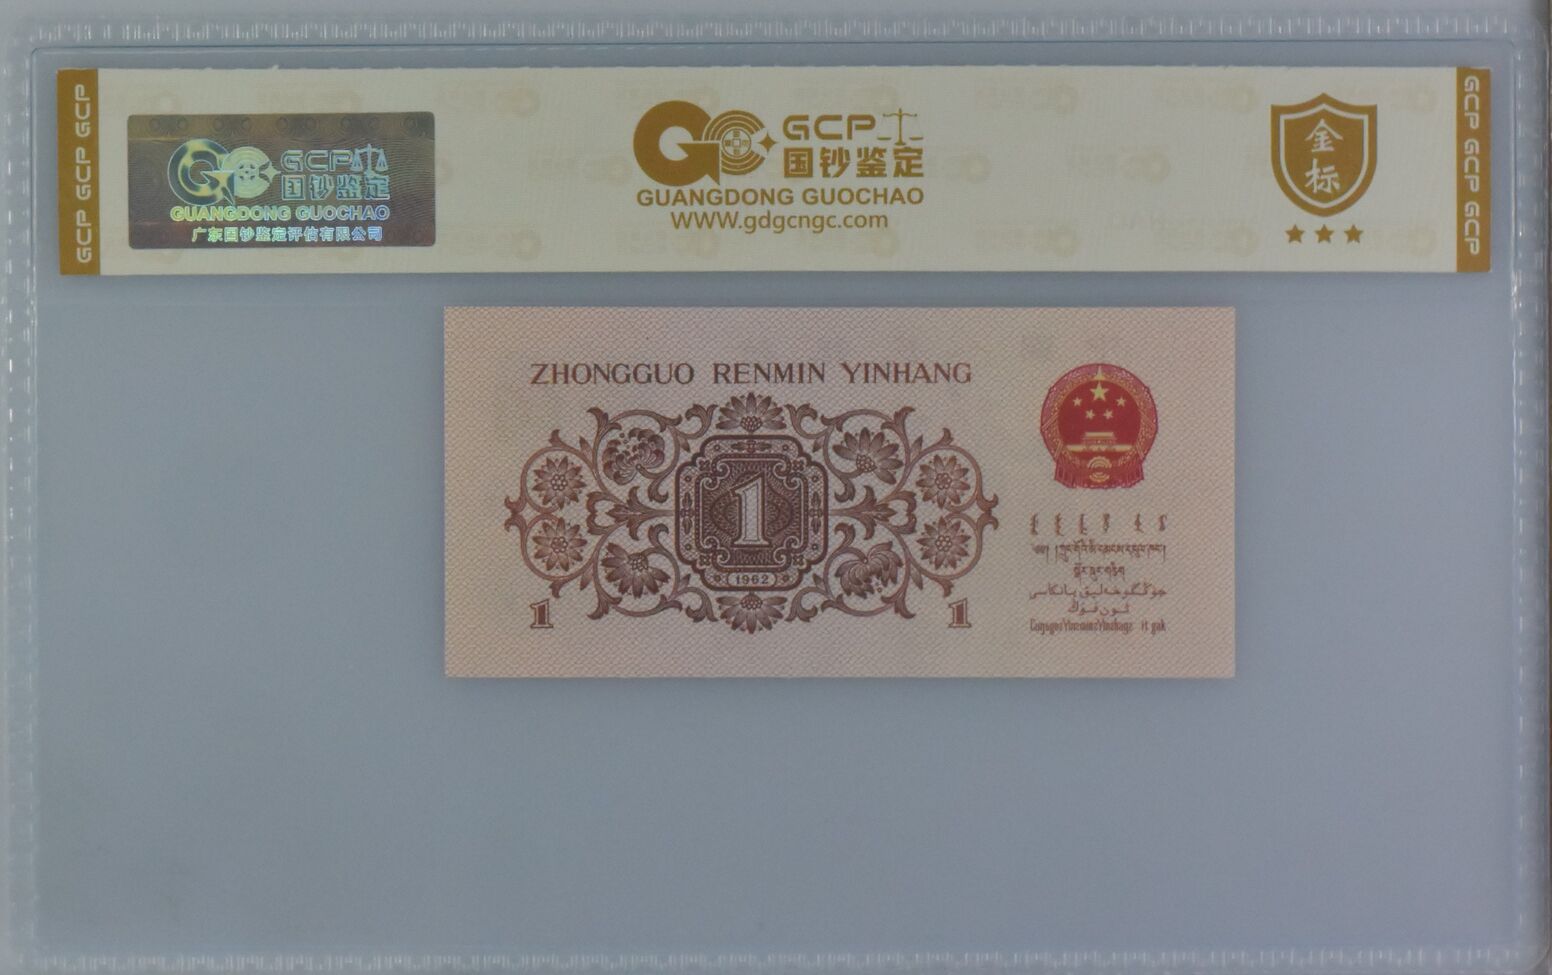 GCP GCP GCP
GCP
国钞鉴定
GUANGDONG GUOCHAO
广东国钞鉴定评估有限公司
GCP
国钞鉴定
GUANGDONG GUOCHAO
WWW.gdgcngc.com
金
标
GCP GCP GCP
ZHONGGUO RENMIN YINHANG
1
1962
1
1
جۇڭگوخەلىق بانكاسى